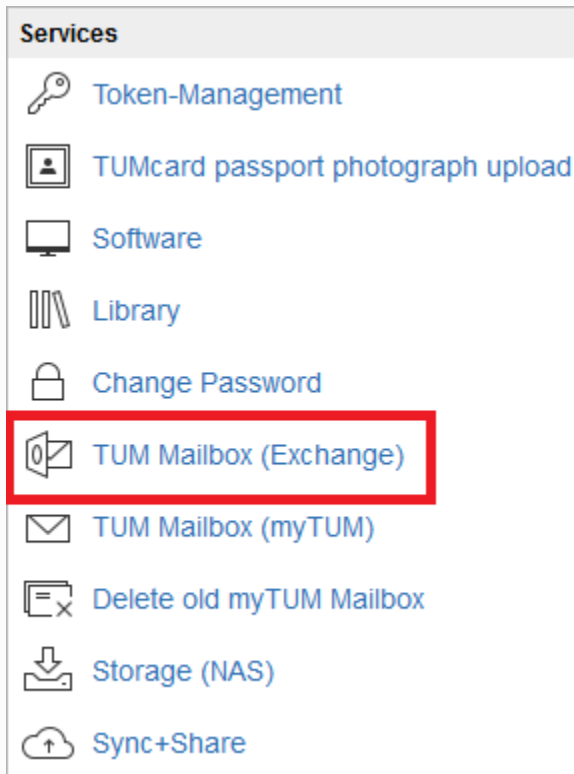 Services
Token-Management
TUMcard passport photograph upload
Software
Library
Change Password
TUM Mailbox (Exchange)
TUM Mailbox (myTUM)
Delete old myTUM Mailbox
Storage (NAS)
Sync+Share